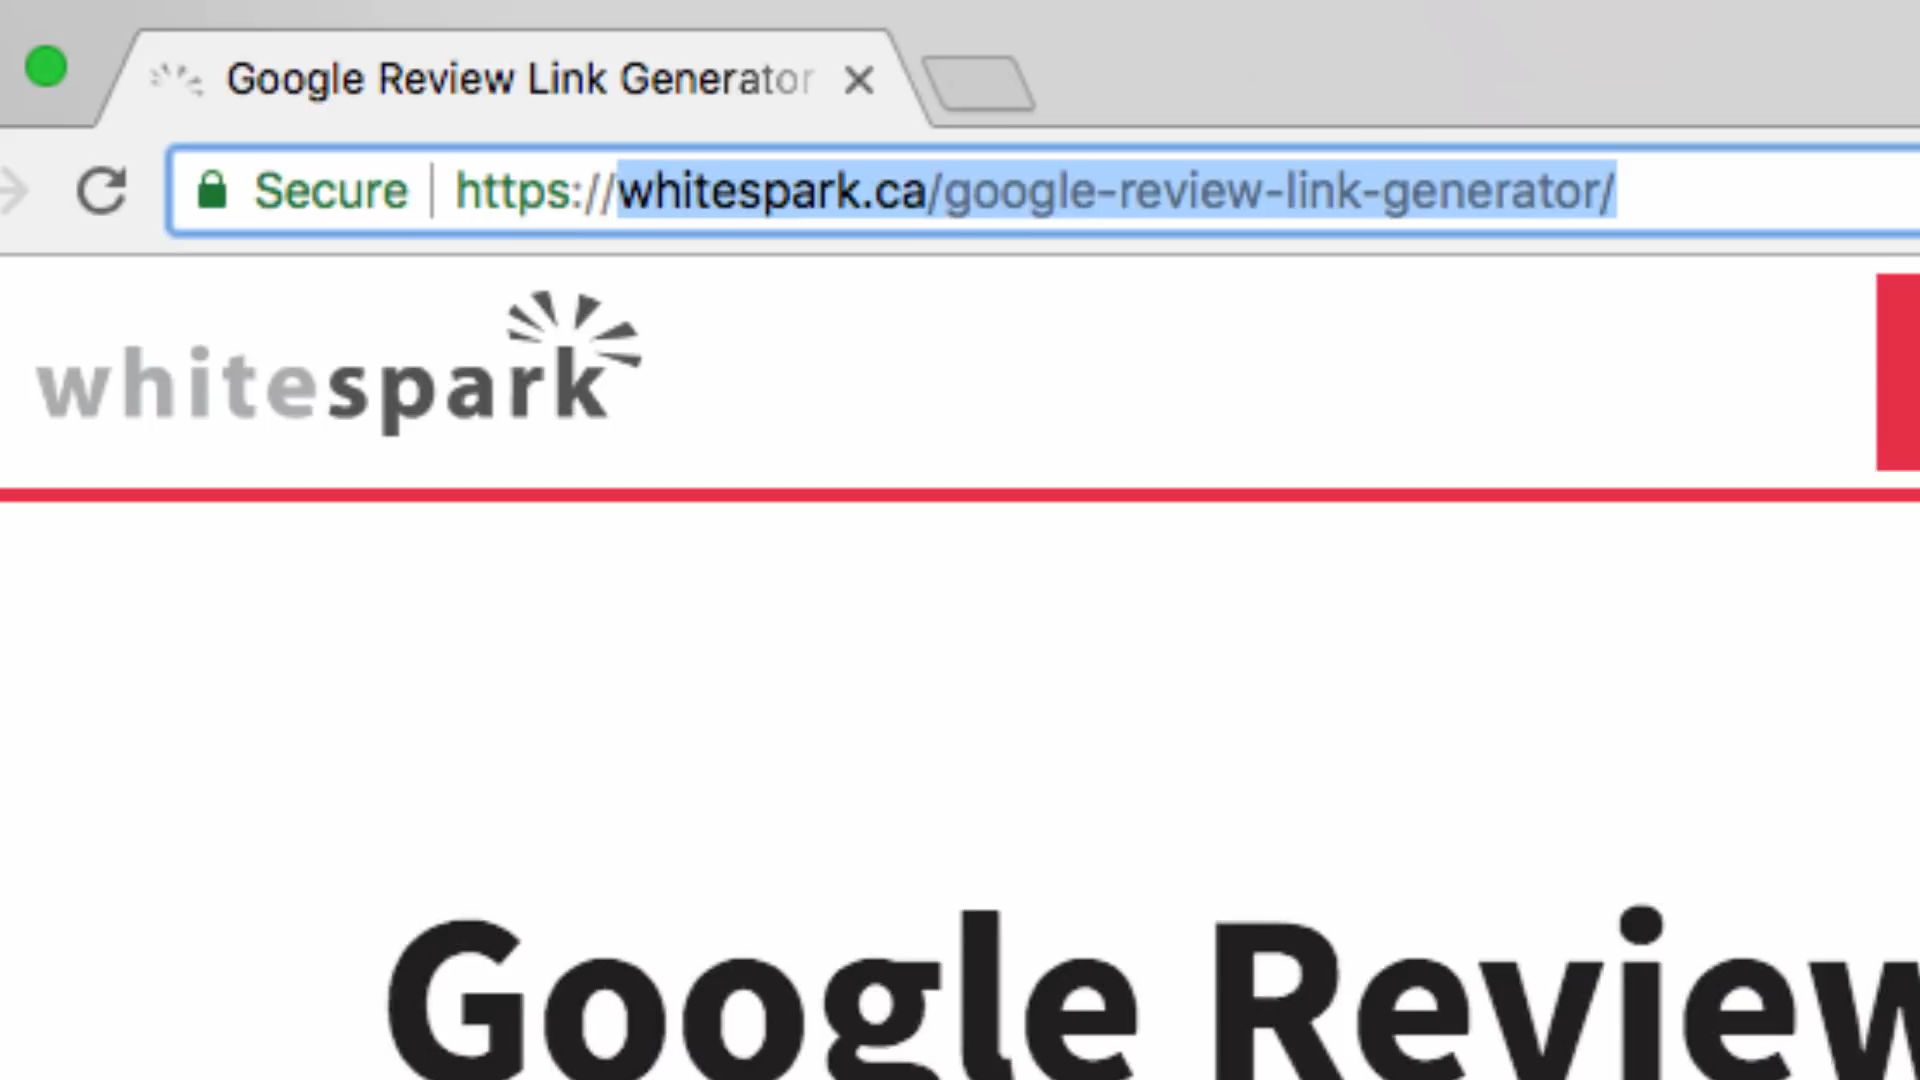 Google Review Link Generator
Secure https://whitespark.ca/google-review-link-generator/
whitespark
Google Review